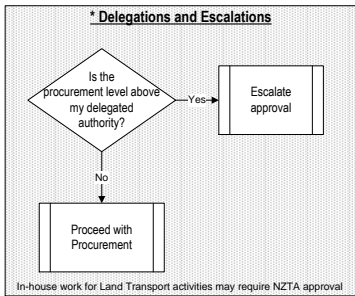 * Delegations and Escalations
Is the
procurement level above
my delegated
authority?
Yes
Escalate
approval
No
Proceed with
Procurement
In-house work for Land Transport activities may require NZTA approval